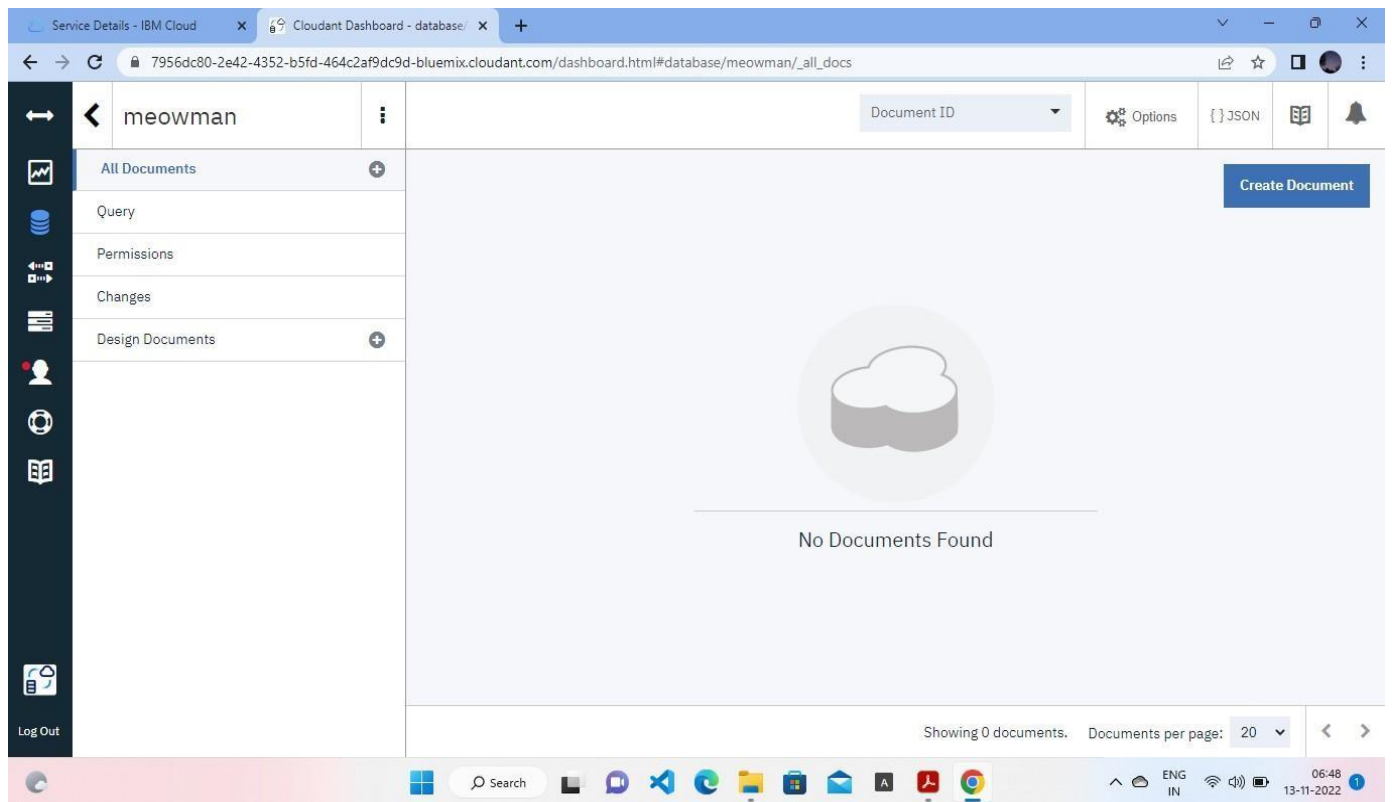 Service Details - IBM Cloud
Cloudant Dashboard - database/
7956dc80-2e42-4352-b5fd-464c2af9dc9d-bluemix.cloudant.com/dashboard.html#database/meowman/_all_docs
meowman
Document ID
Options
{ } JSON
All Documents
Create Document
Query
Permissions
Changes
Design Documents
No Documents Found
Log Out
Showing 0 documents.
Documents per page: 20
Search
A
ENG
IN
06:48
13-11-2022
1